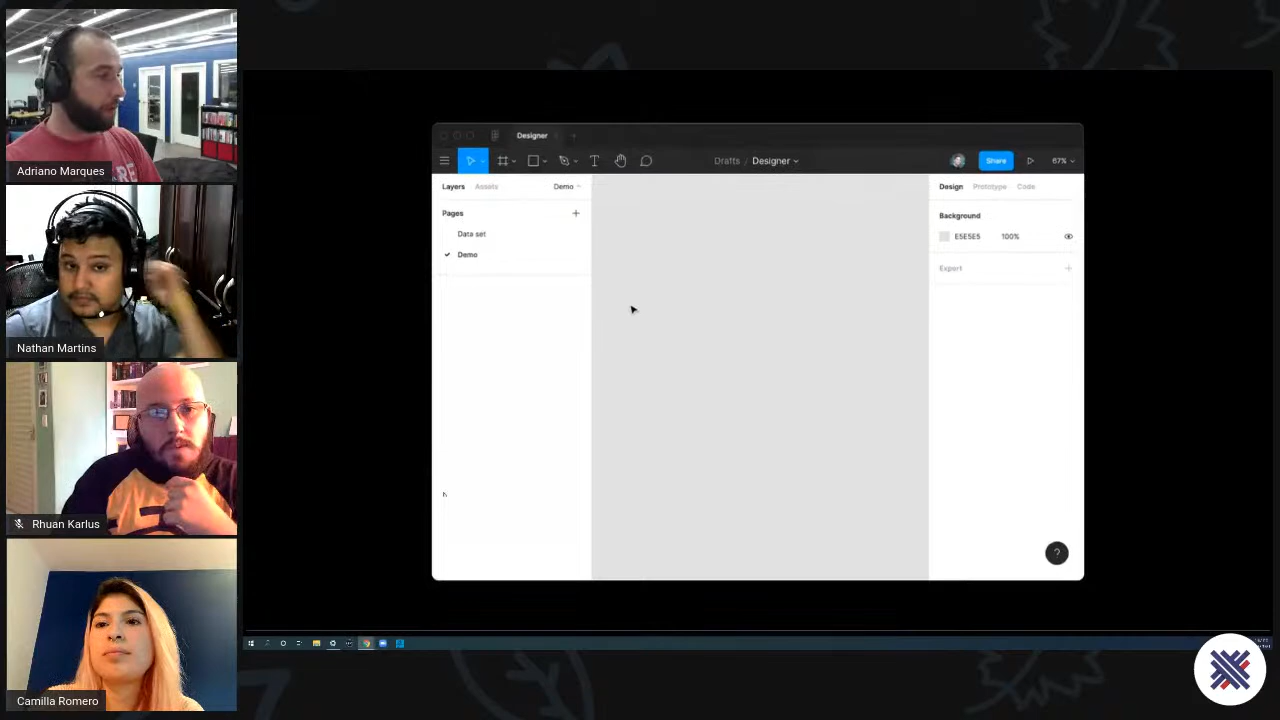 Adriano Marques
Nathan Martins
Rhuan Karlus
Camilla Romero
Designer
Drafts / Designer
Share
67%
Layers
Assets
Demo
Pages
Data set
Demo
Design
Prototype
Code
Background
E5E5E5
100%
Export
?